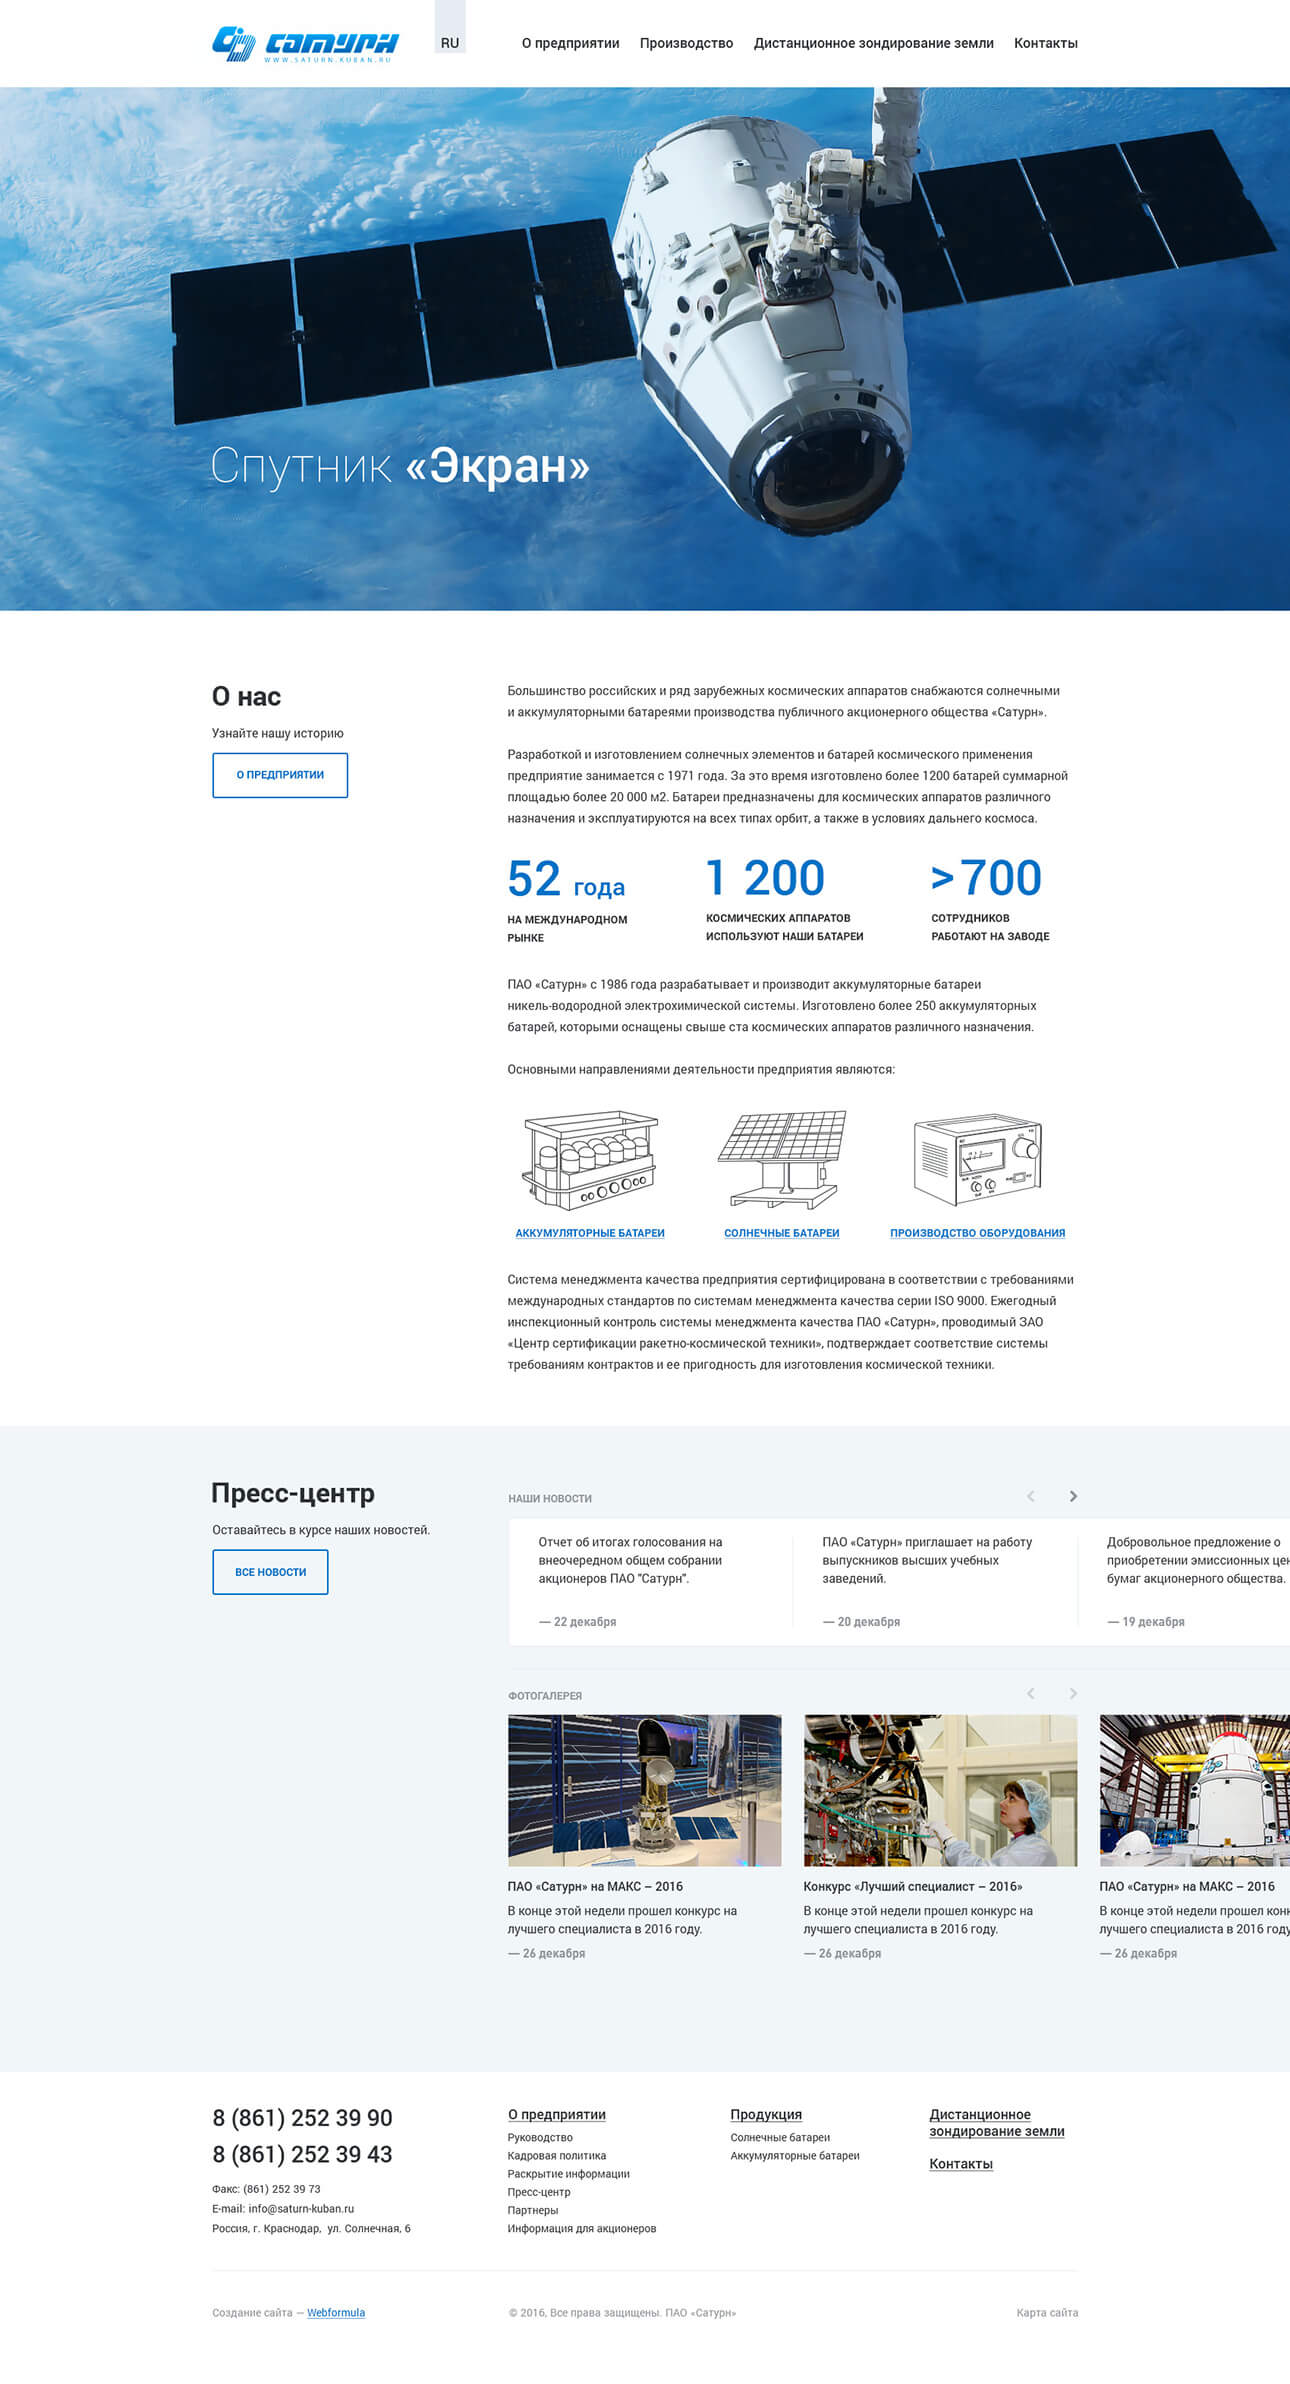 сатурн
WWW.SATURN.KUBAN.RU
RU
О предприятии
Производство
Дистанционное зондирование земли
Контакты
Спутник «Экран»
О нас
Узнайте нашу историю
О ПРЕДПРИЯТИИ
Большинство российских и ряд зарубежных космических аппаратов снабжаются солнечными
и аккумуляторными батареями производства публичного акционерного общества «Сатурн».
Разработкой и изготовлением солнечных элементов и батарей космического применения
предприятие занимается с 1971 года. За это время изготовлено более 1200 батарей суммарной
площадью более 20 000 м2. Батареи предназначены для космических аппаратов различного
назначения и эксплуатируются на всех типах орбит, а также в условиях дальнего космоса.
52 года
НА МЕЖДУНАРОДНОМ
РЫНКЕ
1 200
КОСМИЧЕСКИХ АППАРАТОВ
ИСПОЛЬЗУЮТ НАШИ БАТАРЕИ
>700
СОТРУДНИКОВ
РАБОТАЮТ НА ЗАВОДЕ
ПАО «Сатурн» с 1986 года разрабатывает и производит аккумуляторные батареи
никель-водородной электрохимической системы. Изготовлено более 250 аккумуляторных
батарей, которыми оснащены свыше ста космических аппаратов различного назначения.
Основными направлениями деятельности предприятия являются:
АККУМУЛЯТОРНЫЕ БАТАРЕИ
СОЛНЕЧНЫЕ БАТАРЕИ
ПРОИЗВОДСТВО ОБОРУДОВАНИЯ
Система менеджмента качества предприятия сертифицирована в соответствии с требованиями
международных стандартов по системам менеджмента качества серии ISO 9000. Ежегодный
инспекционный контроль системы менеджмента качества ПАО «Сатурн», проводимый ЗАО
«Центр сертификации ракетно-космической техники», подтверждает соответствие системы
требованиям контрактов и ее пригодность для изготовления космической техники.
Пресс-центр
Оставайтесь в курсе наших новостей.
ВСЕ НОВОСТИ
НАШИ НОВОСТИ
Отчет об итогах голосования на
внеочередном общем собрании
акционеров ПАО "Сатурн".
— 22 декабря
ПАО «Сатурн» приглашает на работу
выпускников высших учебных
заведений.
— 20 декабря
Добровольное предложение о
приобретении эмиссионных цен
бумаг акционерного общества.
— 19 декабря
ФОТОГАЛЕРЕЯ
ПАО «Сатурн» на МАКС – 2016
В конце этой недели прошел конкурс на
лучшего специалиста в 2016 году.
— 26 декабря
Конкурс «Лучший специалист – 2016»
В конце этой недели прошел конкурс на
лучшего специалиста в 2016 году.
— 26 декабря
ПАО «Сатурн» на МАКС – 2016
В конце этой недели прошел кон
лучшего специалиста в 2016 году
— 26 декабря
8 (861) 252 39 90
8 (861) 252 39 43
Факс: (861) 252 39 73
E-mail: info@saturn-kuban.ru
Россия, г. Краснодар, ул. Солнечная, 6
О предприятии
Руководство
Кадровая политика
Раскрытие информации
Пресс-центр
Партнеры
Информация для акционеров
Продукция
Солнечные батареи
Аккумуляторные батареи
Дистанционное
зондирование земли
Контакты
Создание сайта — Webformula
© 2016, Все права защищены. ПАО «Сатурн»
Карта сайта